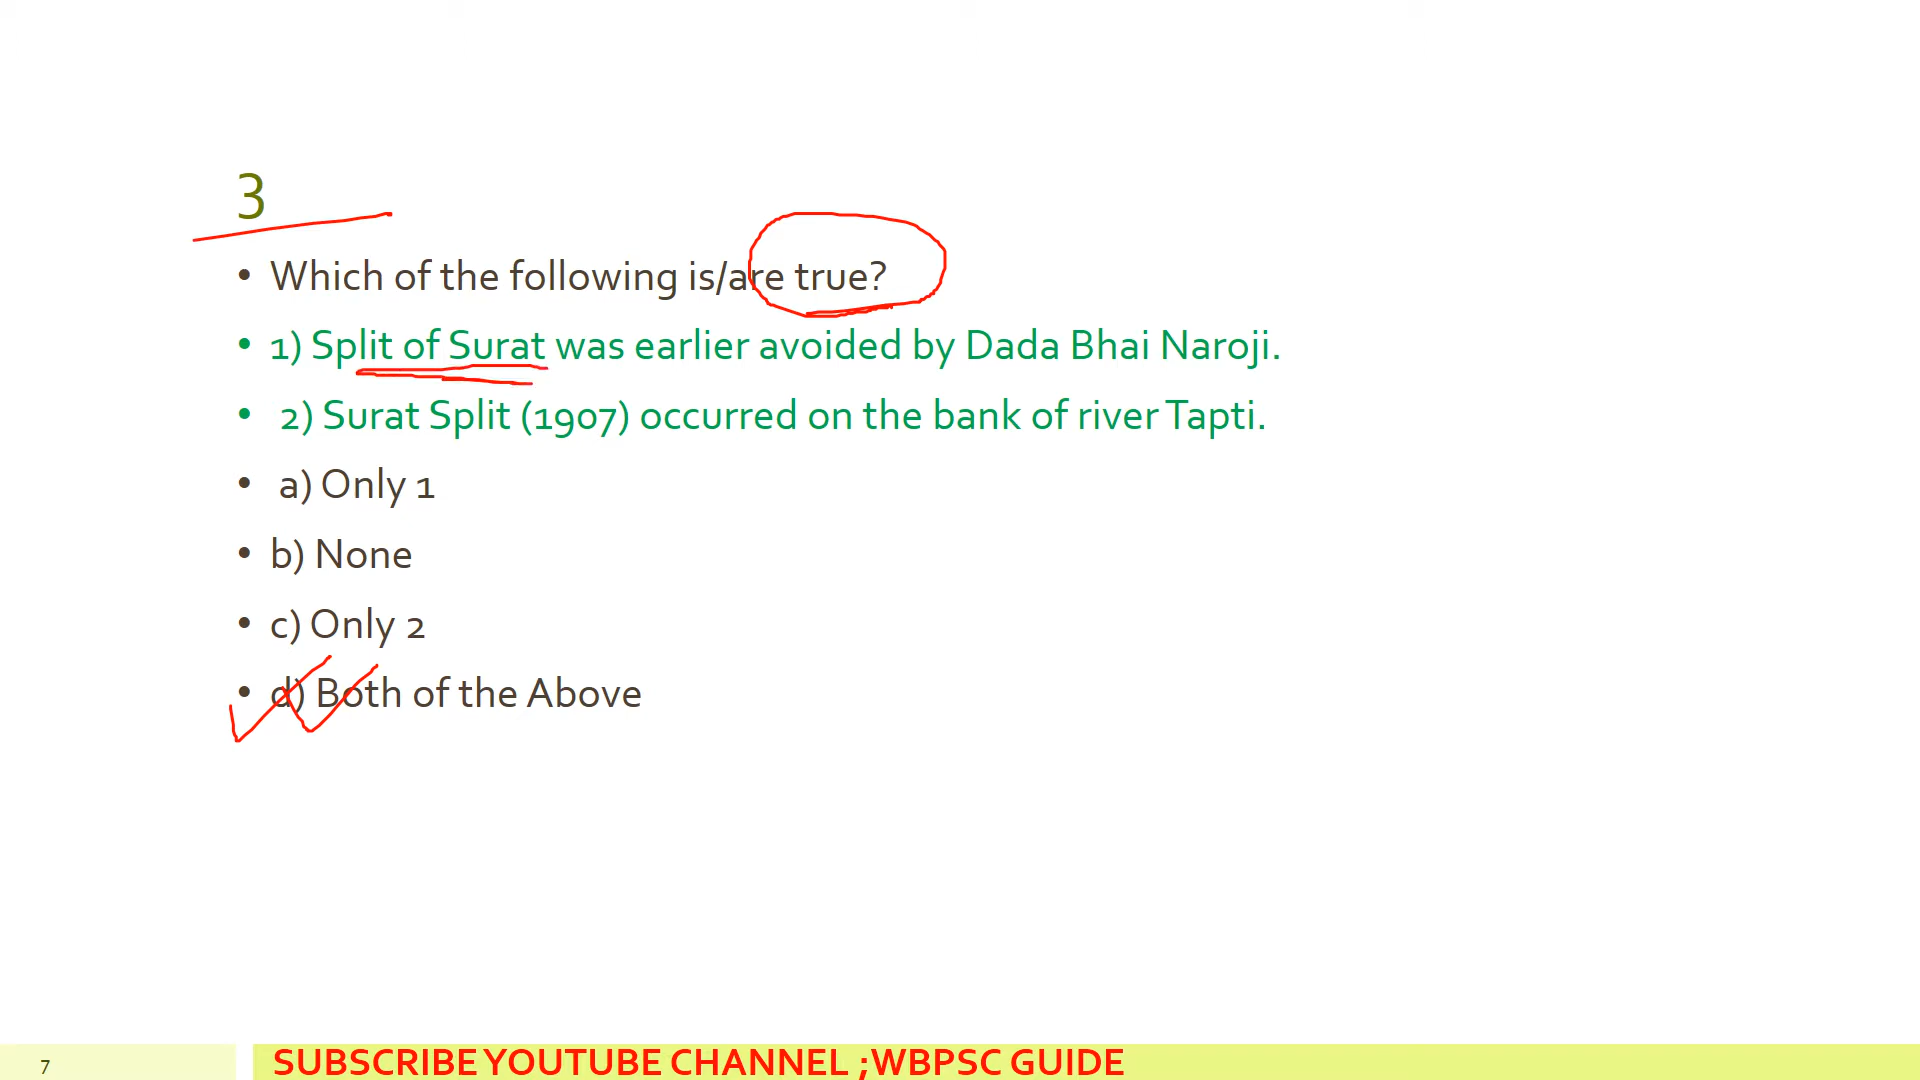 3
• Which of the following is/are true?
• 1) Split of Surat was earlier avoided by Dada Bhai Naroji.
• 2) Surat Split (1907) occurred on the bank of river Tapti.
• a) Only 1
• b) None
• c) Only 2
• d) Both of the Above
7 SUBSCRIBE YOUTUBE CHANNEL ;WBPSC GUIDE